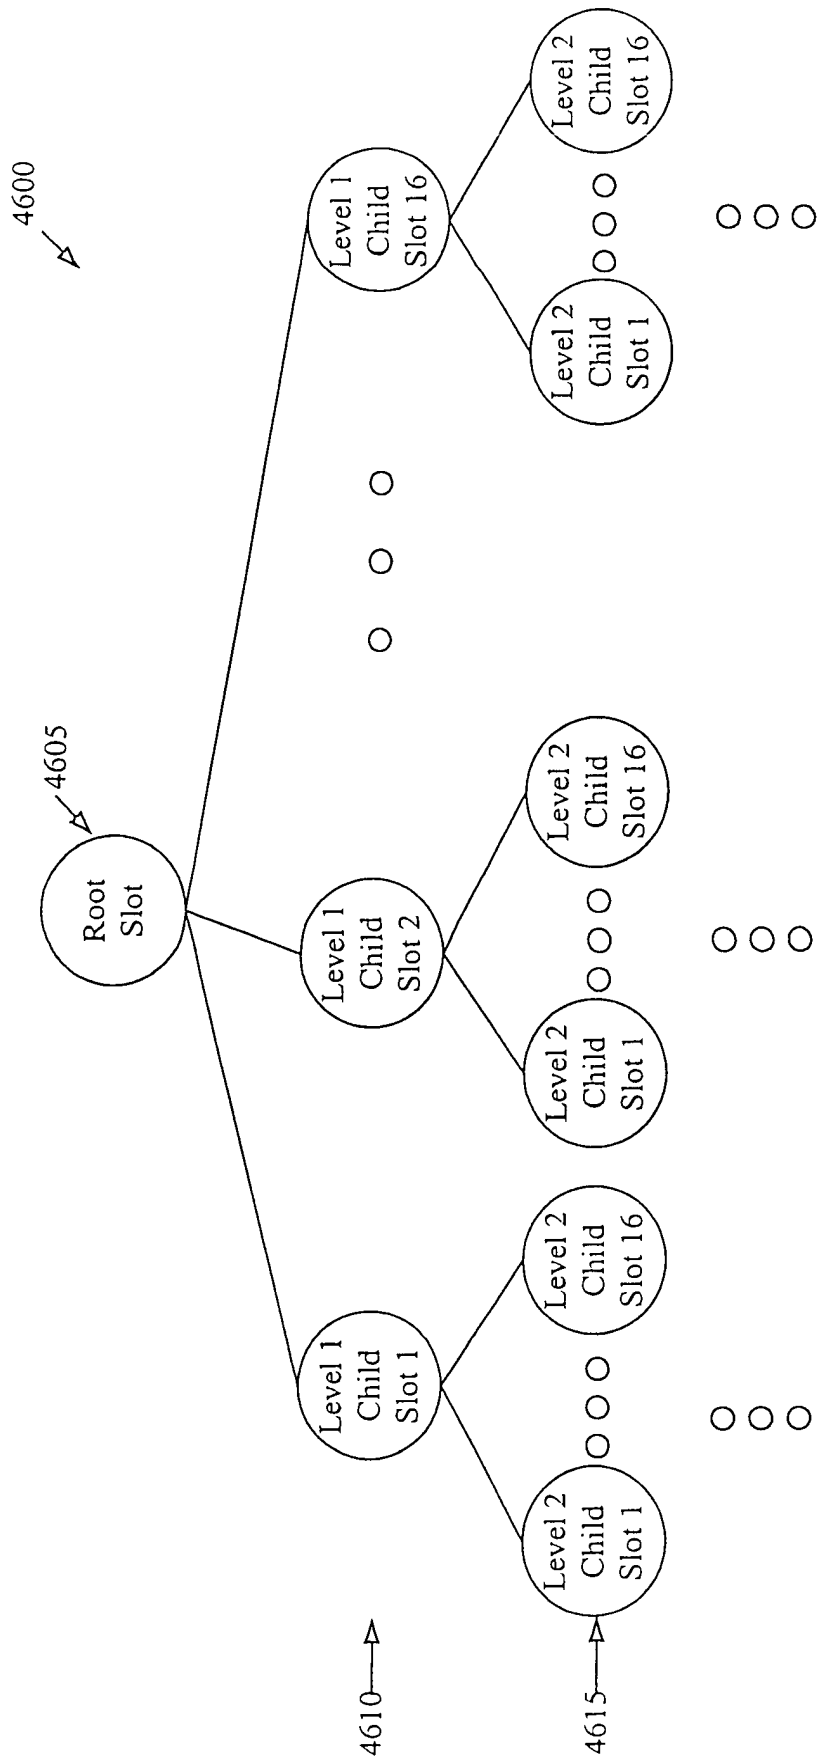 4600
4605
Root
Slot
4610
Level 1
Child
Slot 1
Level 1
Child
Slot 2
Level 1
Child
Slot 16
4615
Level 2
Child
Slot 1
Level 2
Child
Slot 16
Level 2
Child
Slot 1
Level 2
Child
Slot 16
Level 2
Child
Slot 1
Level 2
Child
Slot 16